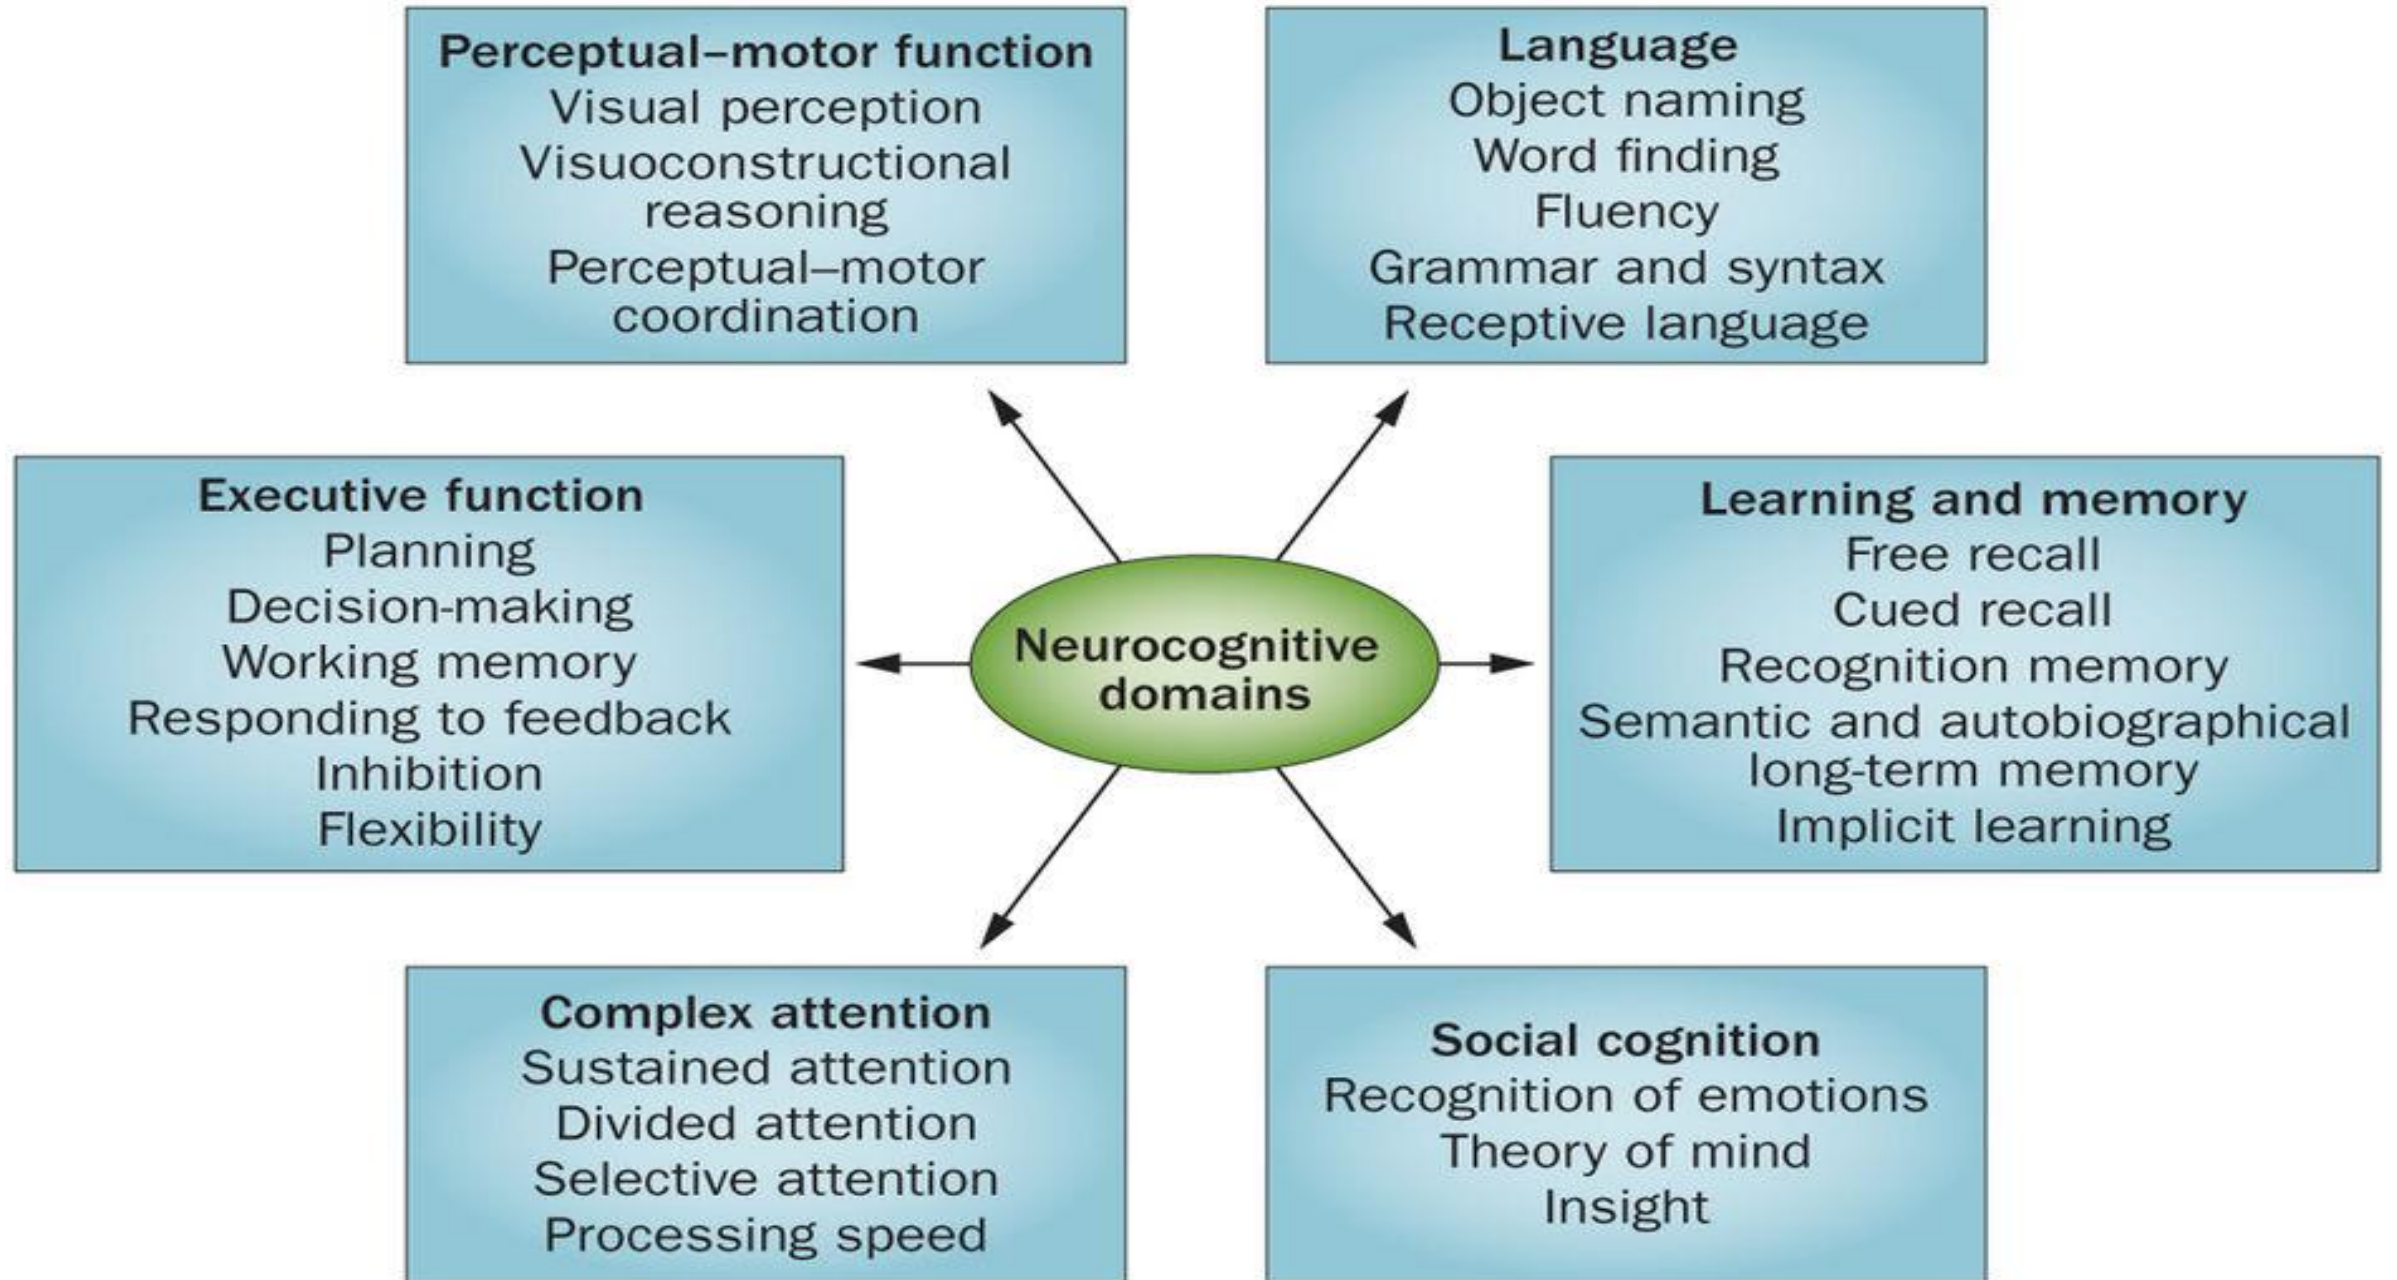 Perceptual–motor function
Visual perception
Visuoconstructional
reasoning
Perceptual–motor
coordination
Language
Object naming
Word finding
Fluency
Grammar and syntax
Receptive language
Executive function
Planning
Decision-making
Working memory
Responding to feedback
Inhibition
Flexibility
Neurocognitive
domains
Learning and memory
Free recall
Cued recall
Recognition memory
Semantic and autobiographical
long-term memory
Implicit learning
Complex attention
Sustained attention
Divided attention
Selective attention
Processing speed
Social cognition
Recognition of emotions
Theory of mind
Insight